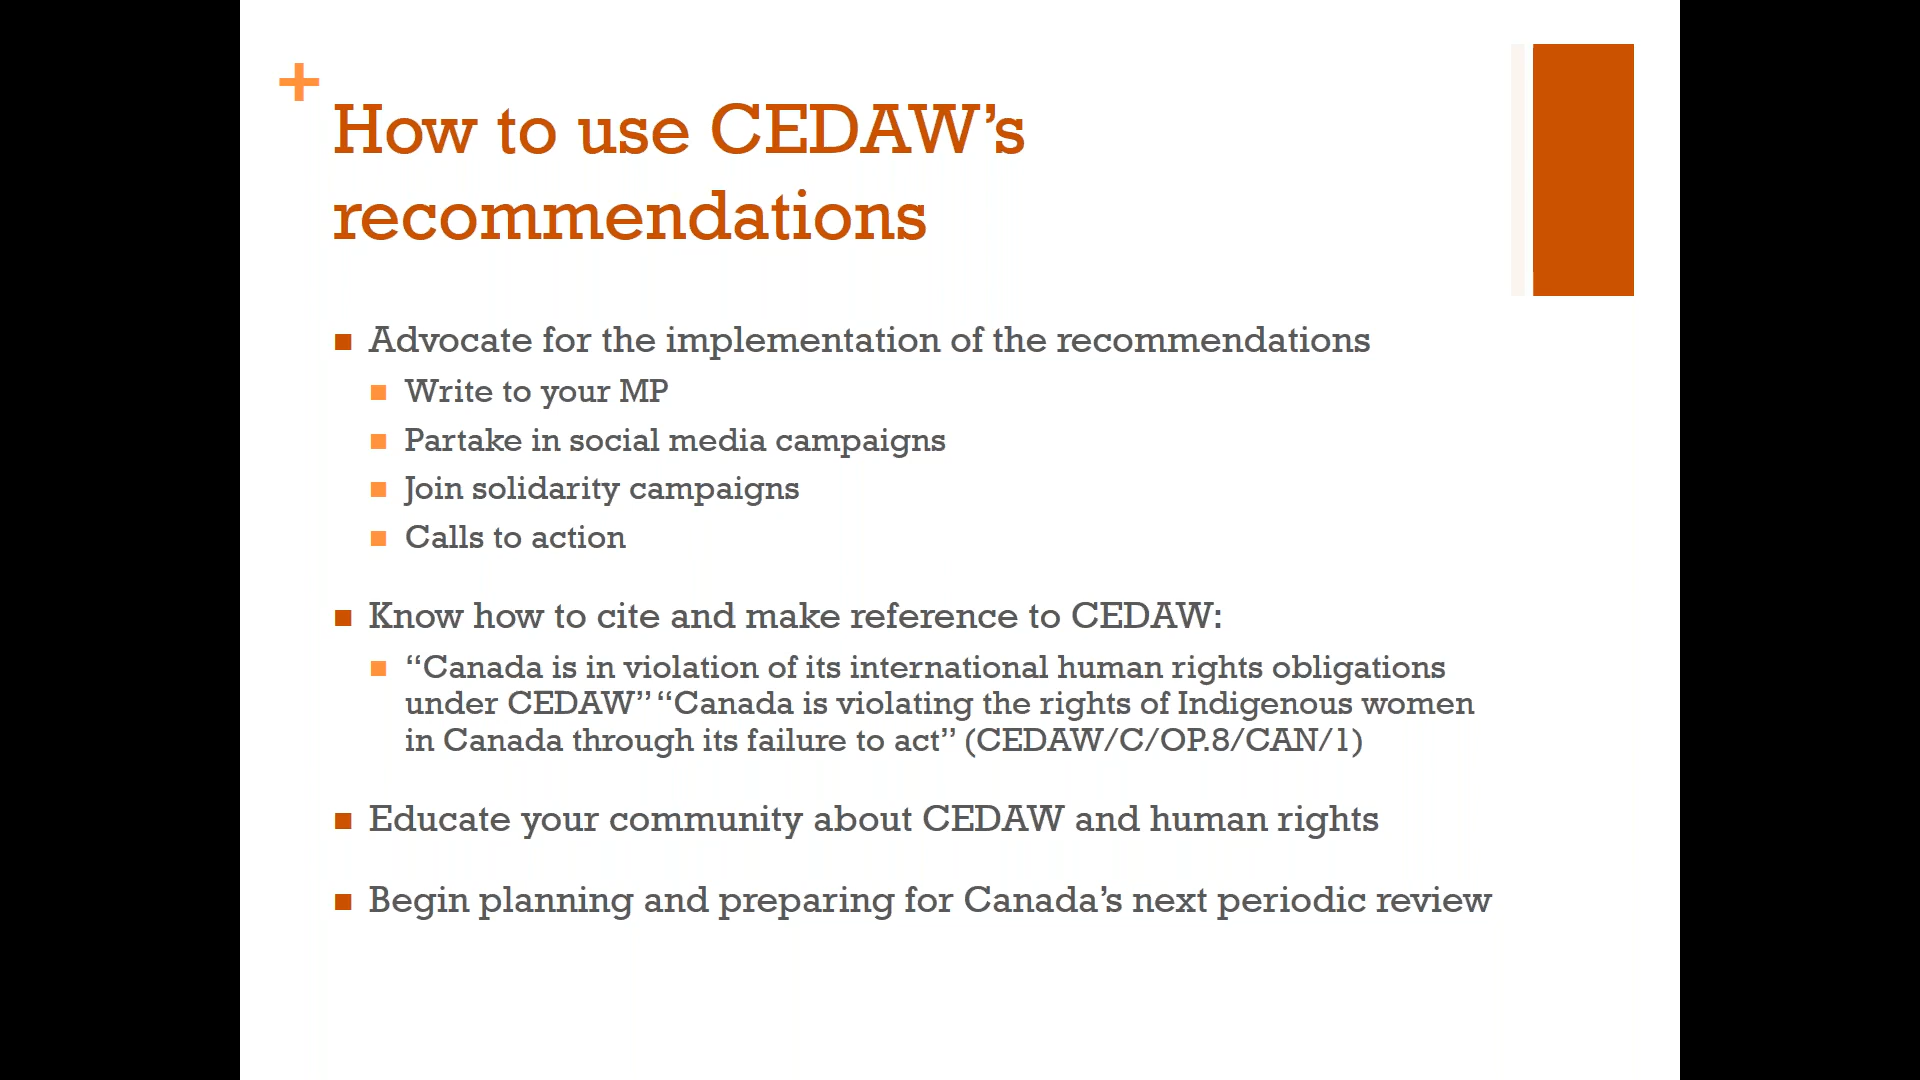 +
How to use CEDAW’s
recommendations
■ Advocate for the implementation of the recommendations
■ Write to your MP
■ Partake in social media campaigns
■ Join solidarity campaigns
■ Calls to action
■ Know how to cite and make reference to CEDAW:
■ “Canada is in violation of its international human rights obligations
under CEDAW” “Canada is violating the rights of Indigenous women
in Canada through its failure to act” (CEDAW/C/OP.8/CAN/1)
■ Educate your community about CEDAW and human rights
■ Begin planning and preparing for Canada’s next periodic review